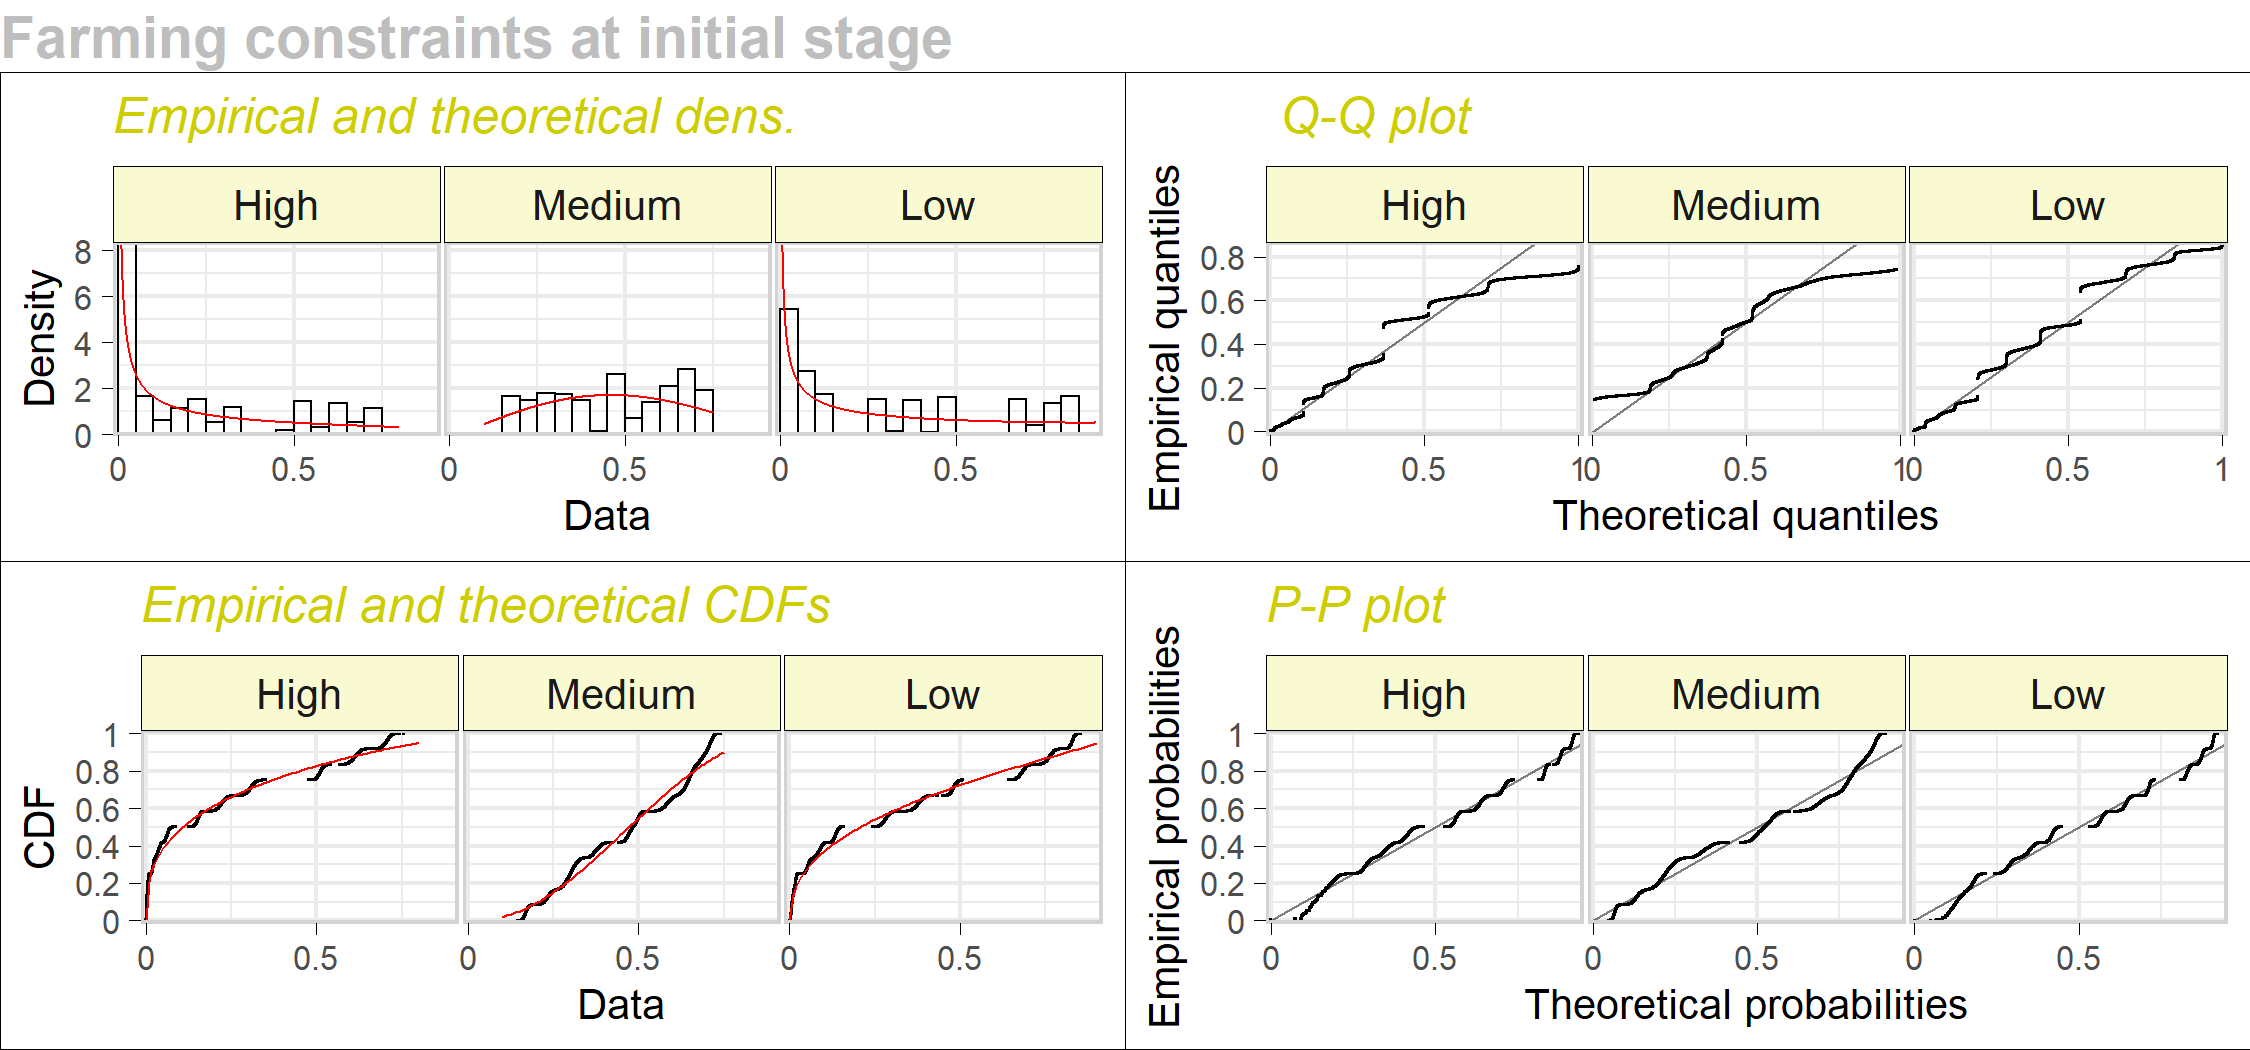 Farming constraints at initial stage
Empirical and theoretical dens.
High Medium Low
Density
8
6
4
2
0
0 0.5 0 0.5 0 0.5
Data
Q-Q plot
High Medium Low
Empirical quantiles
0.8
0.6
0.4
0.2
0
0 0.5 10 0.5 10 0.5 1
Theoretical quantiles
Empirical and theoretical CDFs
High Medium Low
CDF
1
0.8
0.6
0.4
0.2
0
0 0.5 0 0.5 0 0.5
Data
P-P plot
High Medium Low
Empirical probabilities
1
0.8
0.6
0.4
0.2
0
0 0.5 0 0.5 0 0.5
Theoretical probabilities